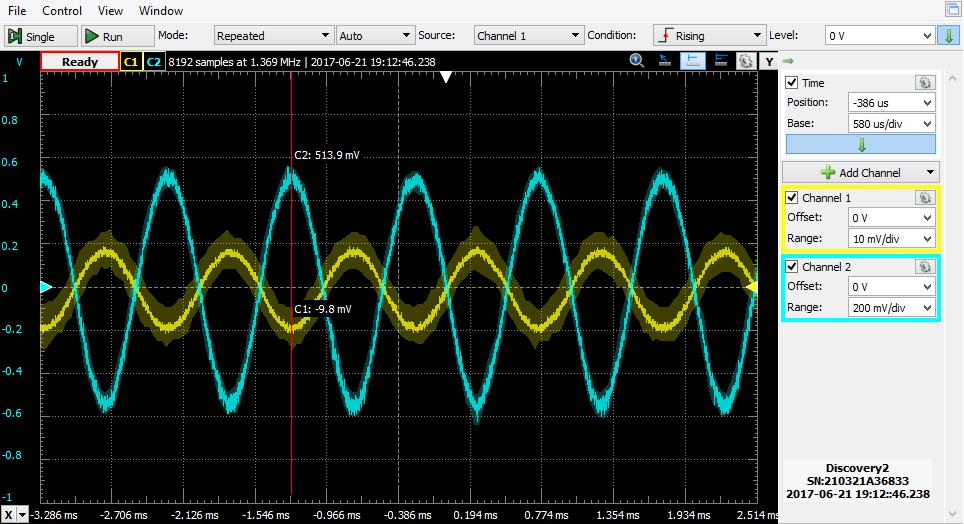 File Control View Window
Single Run Mode: Repeated Auto Source: Channel 1 Condition: Rising Level: 0 V
V Ready C1 C2 8192 samples at 1.369 MHz | 2017-06-21 19:12:46.238 Y
1
0.8
0.6
0.4
0.2
0
-0.2
-0.4
-0.6
-0.8
-1
C2: 513.9 mV
C1: -9.8 mV
X -3.286 ms -2.706 ms -2.126 ms -1.546 ms -0.966 ms -0.386 ms 0.194 ms 0.774 ms 1.354 ms 1.934 ms 2.514 ms
Time
Position: -386 us
Base: 580 us/div
Add Channel
Channel 1
Offset: 0 V
Range: 10 mV/div
Channel 2
Offset: 0 V
Range: 200 mV/div
Discovery2
SN:210321A36833
2017-06-21 19:12:46.238